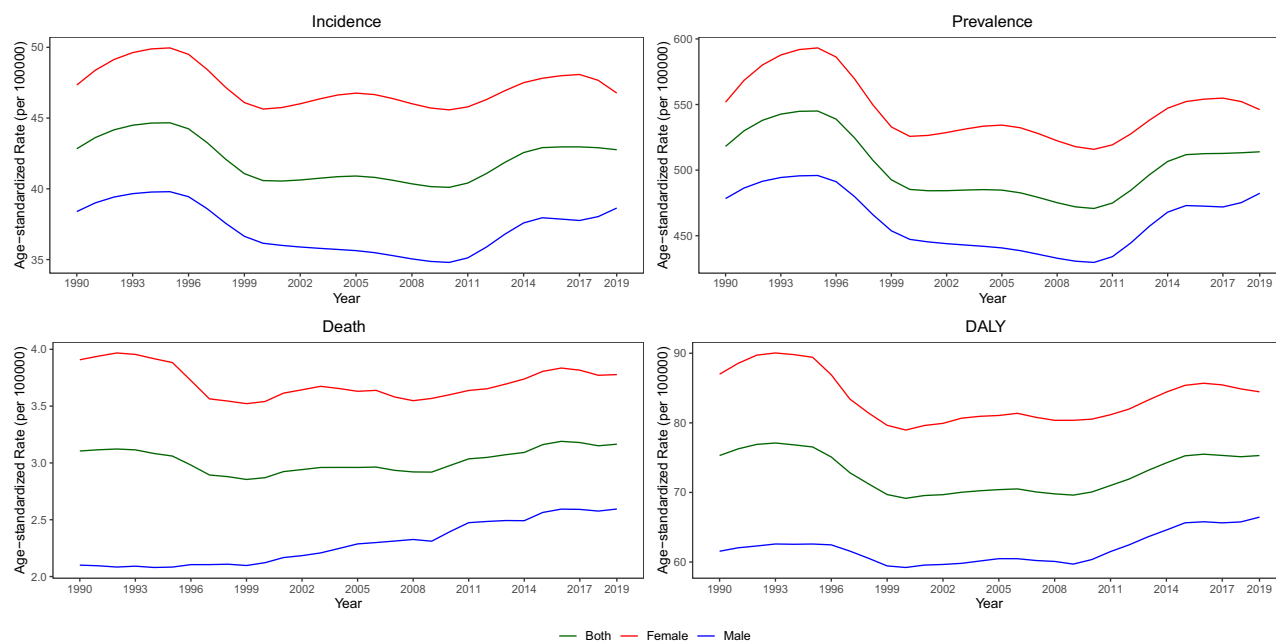 Incidence
Age−standardized Rate (per 100000)
50
45
40
35
1990 1993 1996 1999 2002 2005 2008 2011 2014 2017 2019
Year
Prevalence
Age−standardized Rate (per 100000)
600
550
500
450
1990 1993 1996 1999 2002 2005 2008 2011 2014 2017 2019
Year
Death
Age−standardized Rate (per 100000)
4.0
3.5
3.0
2.5
2.0
1990 1993 1996 1999 2002 2005 2008 2011 2014 2017 2019
Year
DALY
Age−standardized Rate (per 100000)
90
80
70
60
1990 1993 1996 1999 2002 2005 2008 2011 2014 2017 2019
Year
Both Female Male